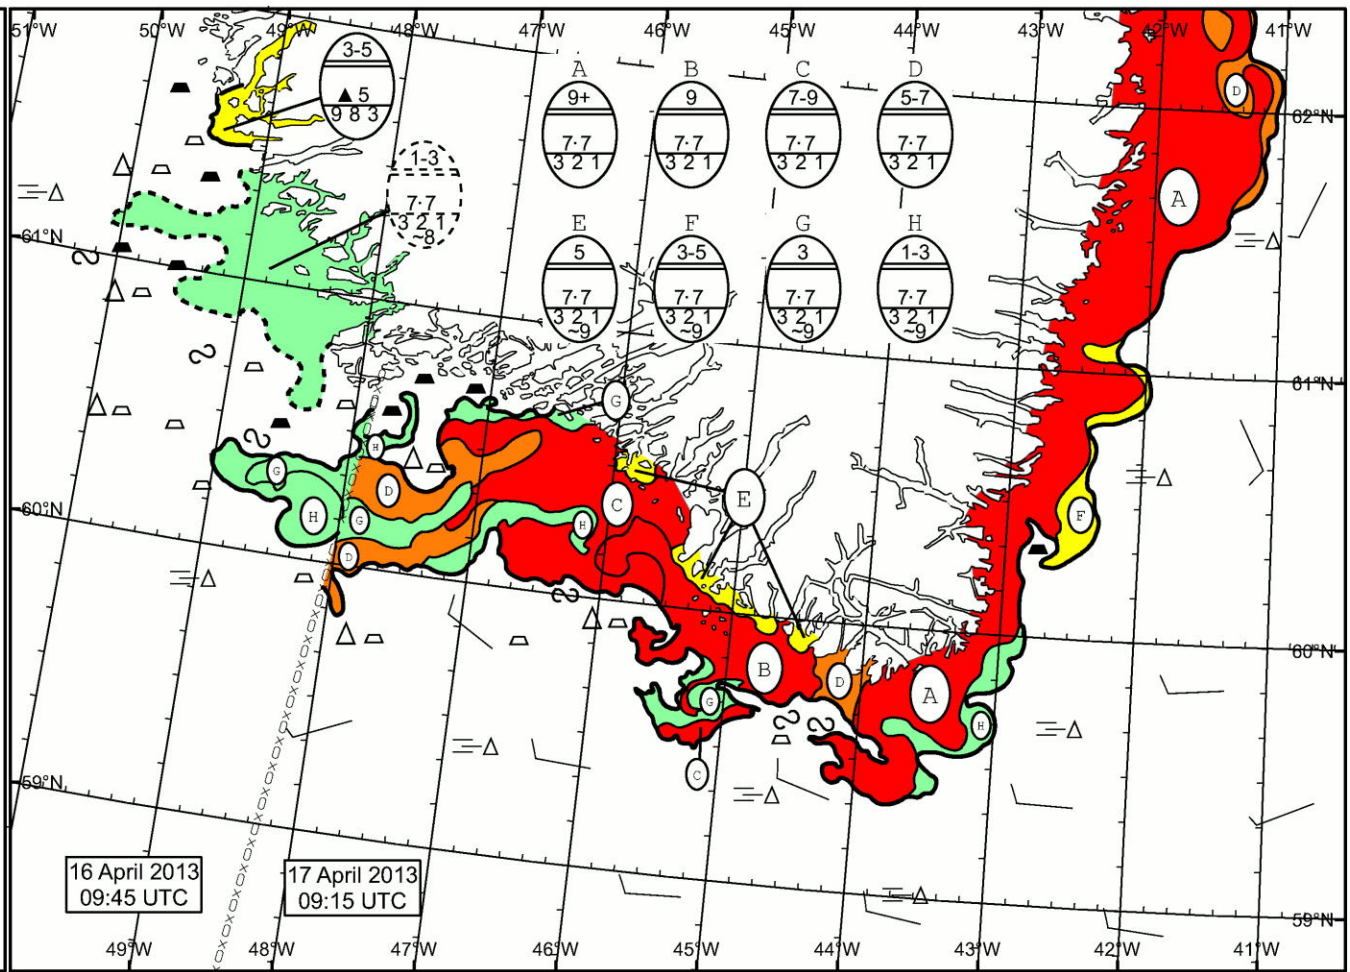 51°W 50°W 49°W 48°W 47°W 46°W 45°W 44°W 43°W 42°W 41°W
3-5
5
9 8 3
A B C D
9+ 9 7-9 5-7
7·7 7·7 7·7 7·7
3 2 1 3 2 1 3 2 1 3 2 1
D
62°N
1-3
7·7
3 2 1
~8
A
E F G H
5 3-5 3 1-3
7·7 7·7 7·7 7·7
3 2 1 3 2 1 3 2 1 3 2 1
~9 ~9 ~9 ~9
61°N
61°N
G
H
G
D
E
C
60°N
H
G
H
F
D
60°N
B
D
A
G
H
C
59°N
16 April 2013
09:45 UTC
17 April 2013
09:15 UTC
59°N
49°W 48°W 47°W 46°W 45°W 44°W 43°W 42°W 41°W